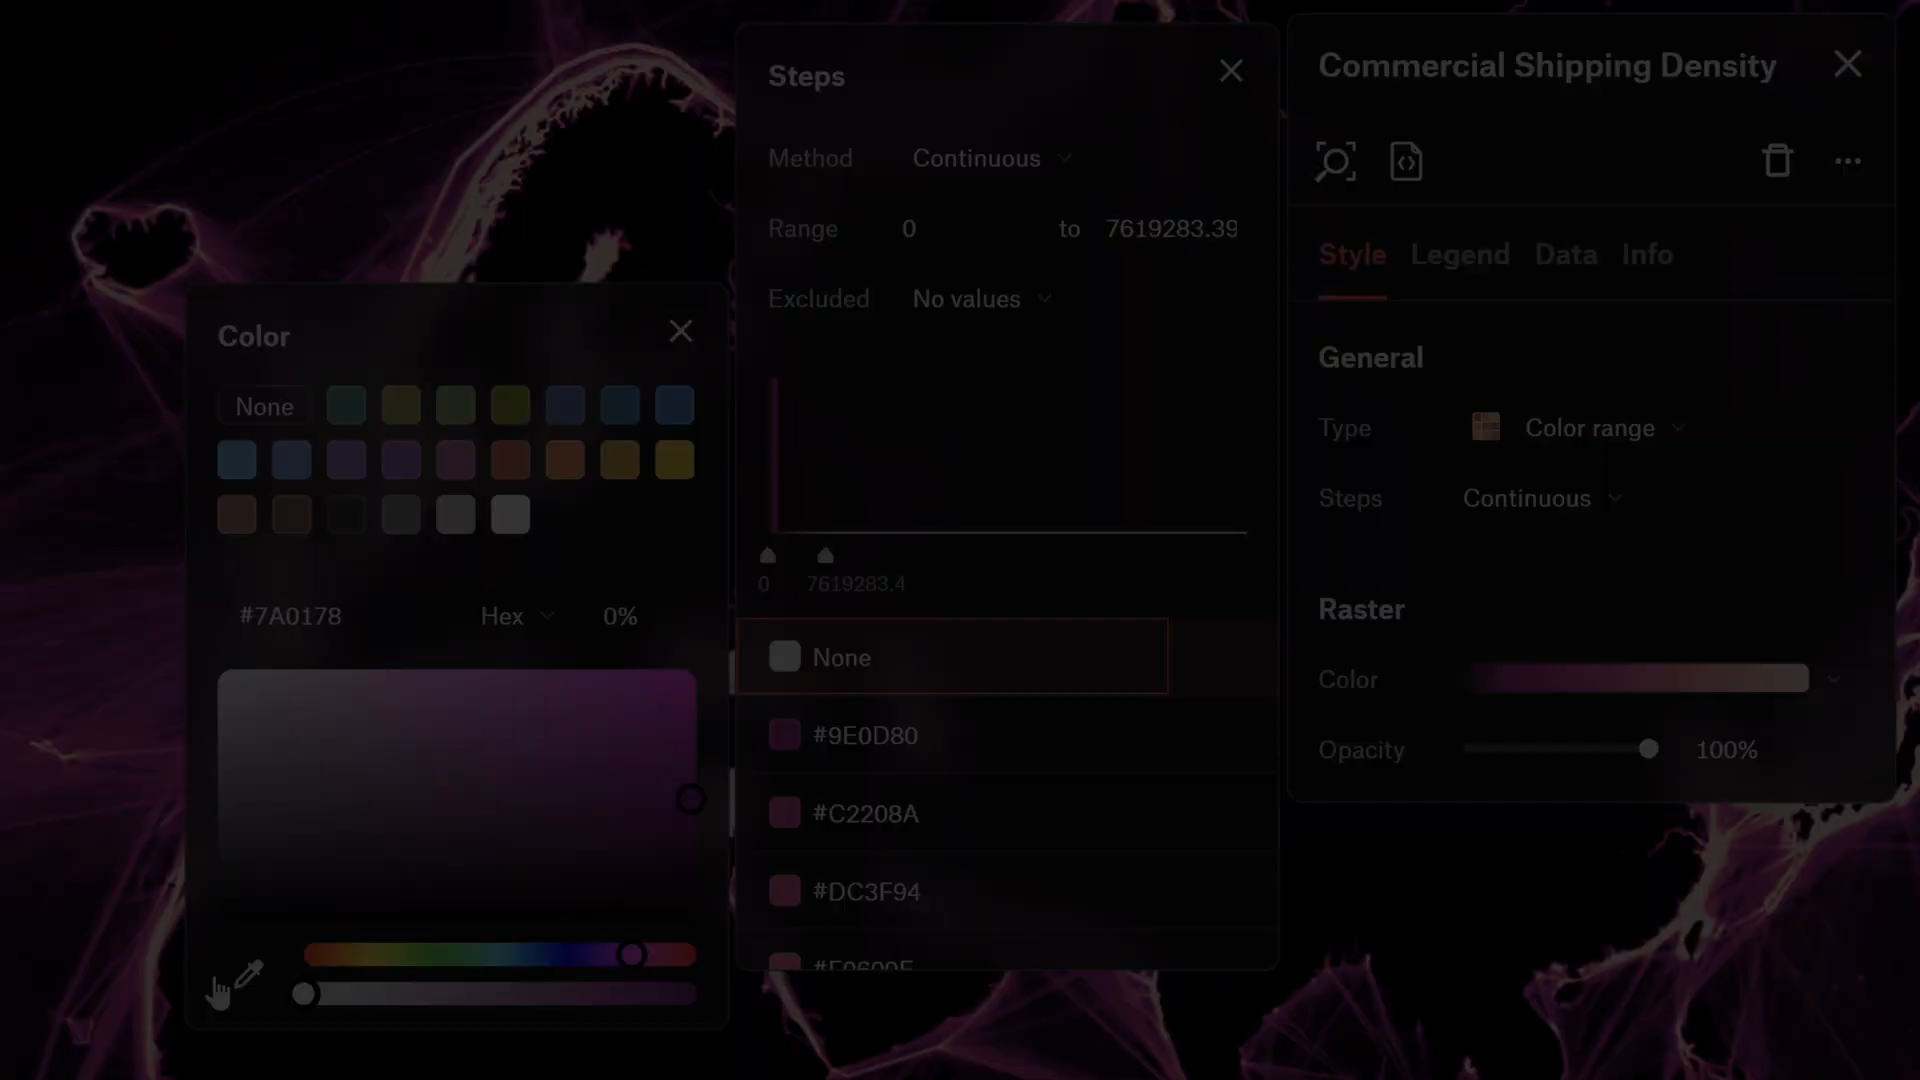 Color
None
#7A0178
Hex
0%
Steps
Method
Continuous
Range
0
to
7619283.39
Excluded
No values
0
7619283.4
None
#9E0D80
#C2208A
#DC3F94
Commercial Shipping Density
Style
Legend
Data
Info
General
Type
Color range
Steps
Continuous
Raster
Color
Opacity
100%